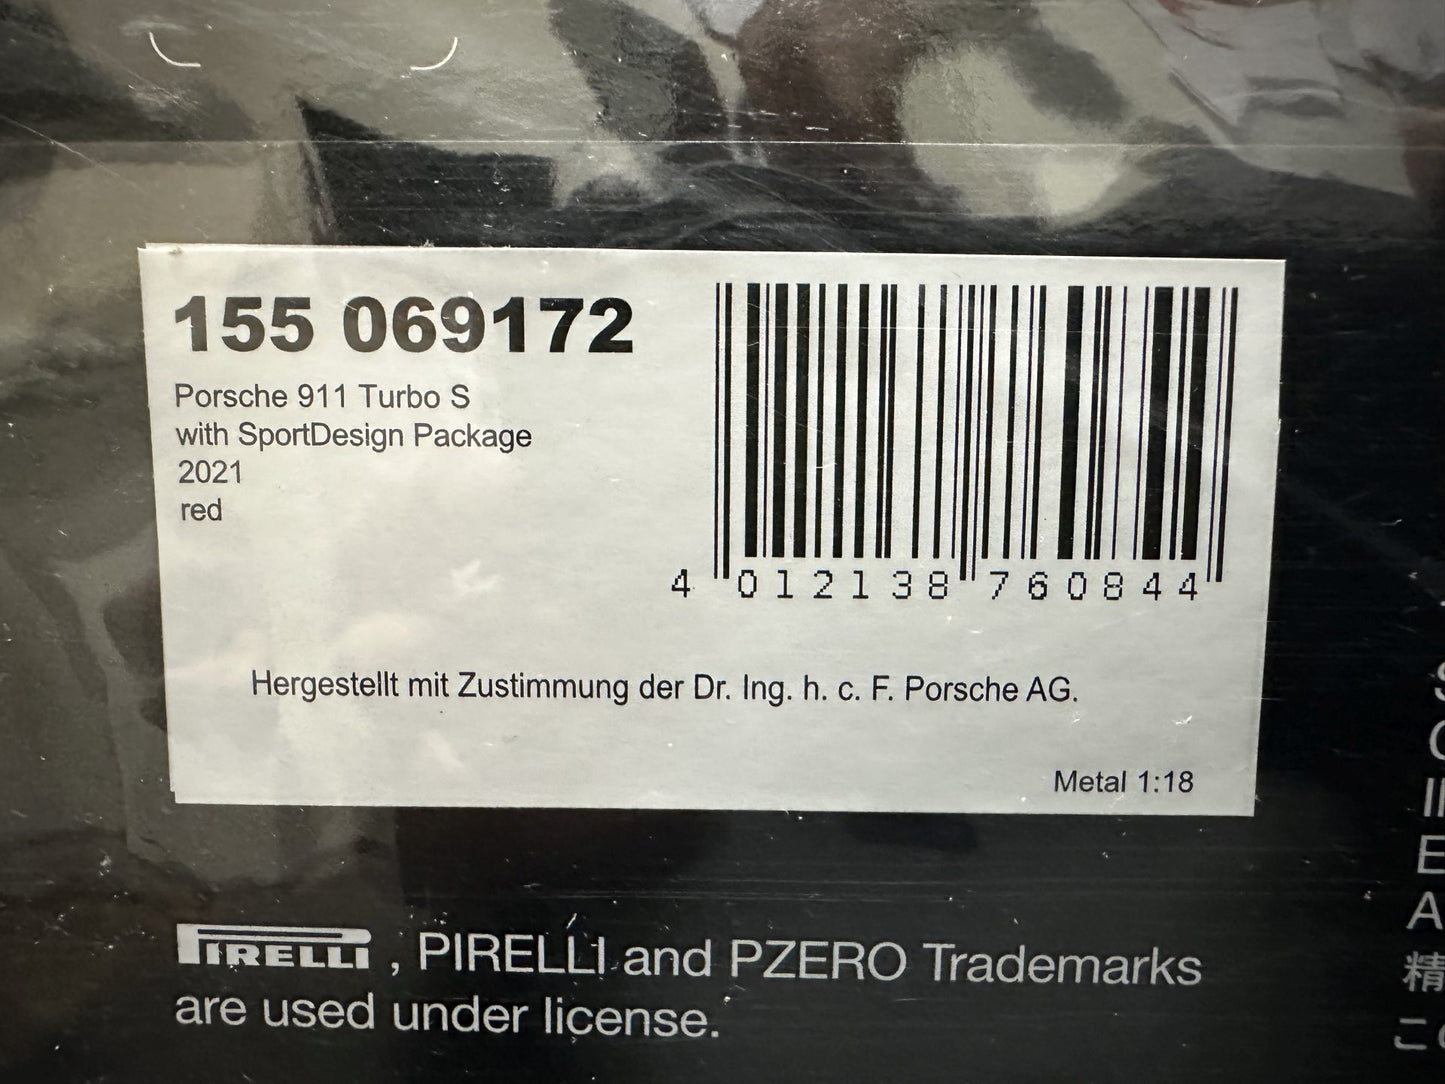 155 069172
Porsche 911 Turbo S
with SportDesign Package
2021
red
4 012138 760844
Hergestellt mit Zustimmung der Dr. Ing. h. c. F. Porsche AG.
Metal 1:18
PIRELLI , PIRELLI and PZERO Trademarks
are used under license.